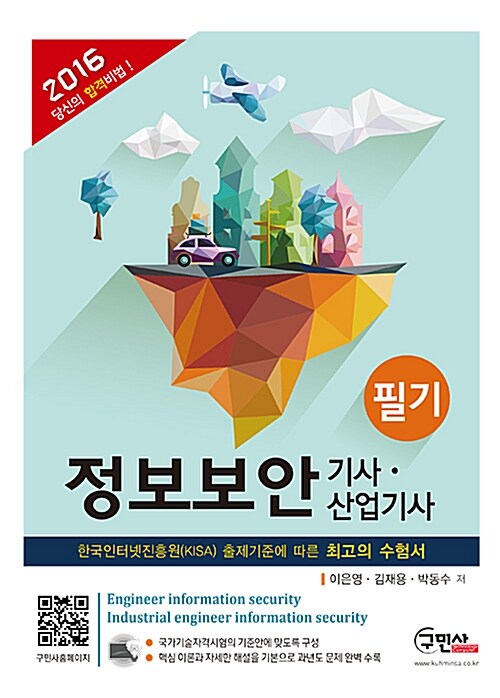 2016
당신의 합격비법 !
필기
정보보안 기사·
산업기사
한국인터넷진흥원(KISA) 출제기준에 따른 최고의 수험서
이은영 · 김재용 · 박동수 저
Engineer information security
Industrial engineer information security
국가기술자격시험의 기준안에 맞도록 구성
핵심 이론과 자세한 해설을 기본으로 과년도 문제 완벽 수록
구민사홈페이지
구민사
www.kuhminsa.co.kr